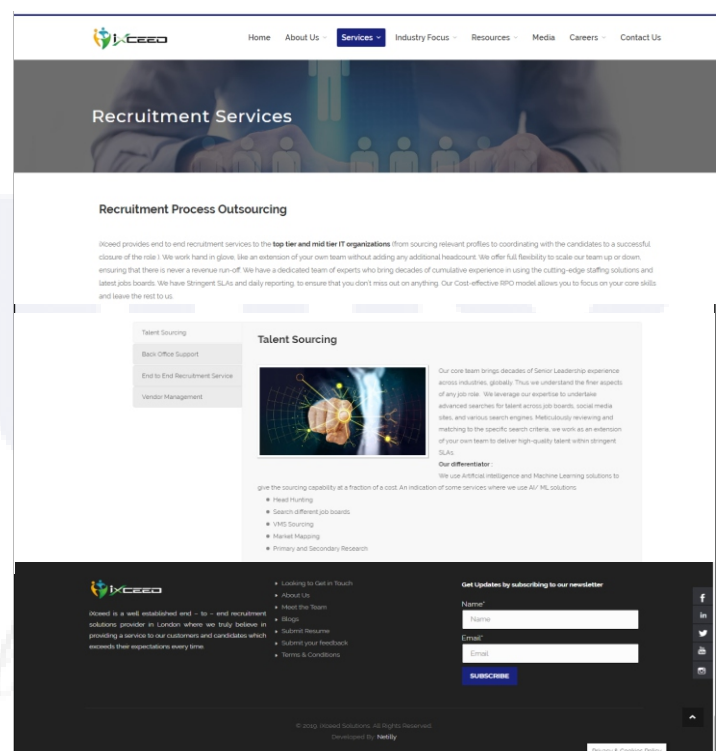 iXCEED
Home About Us Services Industry Focus Resources Media Careers Contact Us
Recruitment Services
Recruitment Process Outsourcing
iXceed provides end to end recruitment services to the top tier and mid tier IT organizations (from sourcing relevant profiles to coordinating with the candidates to a successful
closure of the role ). We work hand in glove, like an extension of your own team without adding any additional headcount. We offer full flexibility to scale our team up or down,
ensuring that there is never a revenue run-off. We have a dedicated team of experts who bring decades of cumulative experience in using the cutting-edge staffing solutions and
latest jobs boards. We have Stringent SLAs and daily reporting, to ensure that you don't miss out on anything. Our Cost-effective RPO model allows you to focus on your core skills
and leave the rest to us.
Talent Sourcing
Back Office Support
End to End Recruitment Service
Vendor Management
Talent Sourcing
Our core team brings decades of Senior Leadership experience
across industries, globally. Thus we understand the finer aspects
of any job role. We leverage our expertise to undertake
advanced searches for talent across job boards, social media
sites, and various search engines. Meticulously reviewing and
matching to the specific search criteria, we work as an extension
of your own team to deliver high-quality talent within stringent
SLAs.
Our differentiator :
We use Artificial intelligence and Machine Learning solutions to
give the sourcing capability at a fraction of a cost. An indication of some services where we use AI/ ML solutions.
Head Hunting
Search different job boards
VMS Sourcing
Market Mapping
Primary and Secondary Research
iXCEED
iXceed is a well established end – to – end recruitment
solutions provider in London where we truly believe in
providing a service to our customers and candidates which
exceeds their expectations every time.
Looking to Get in Touch
About Us
Meet the Team
Blogs
Submit Resume
Submit your feedback
Terms & Conditions
Get Updates by subscribing to our newsletter
Name*
Name
Email*
Email
SUBSCRIBE
© 2019. iXceed Solutions. All Rights Reserved.
Developed By: Netilly
Privacy & Cookies Policy